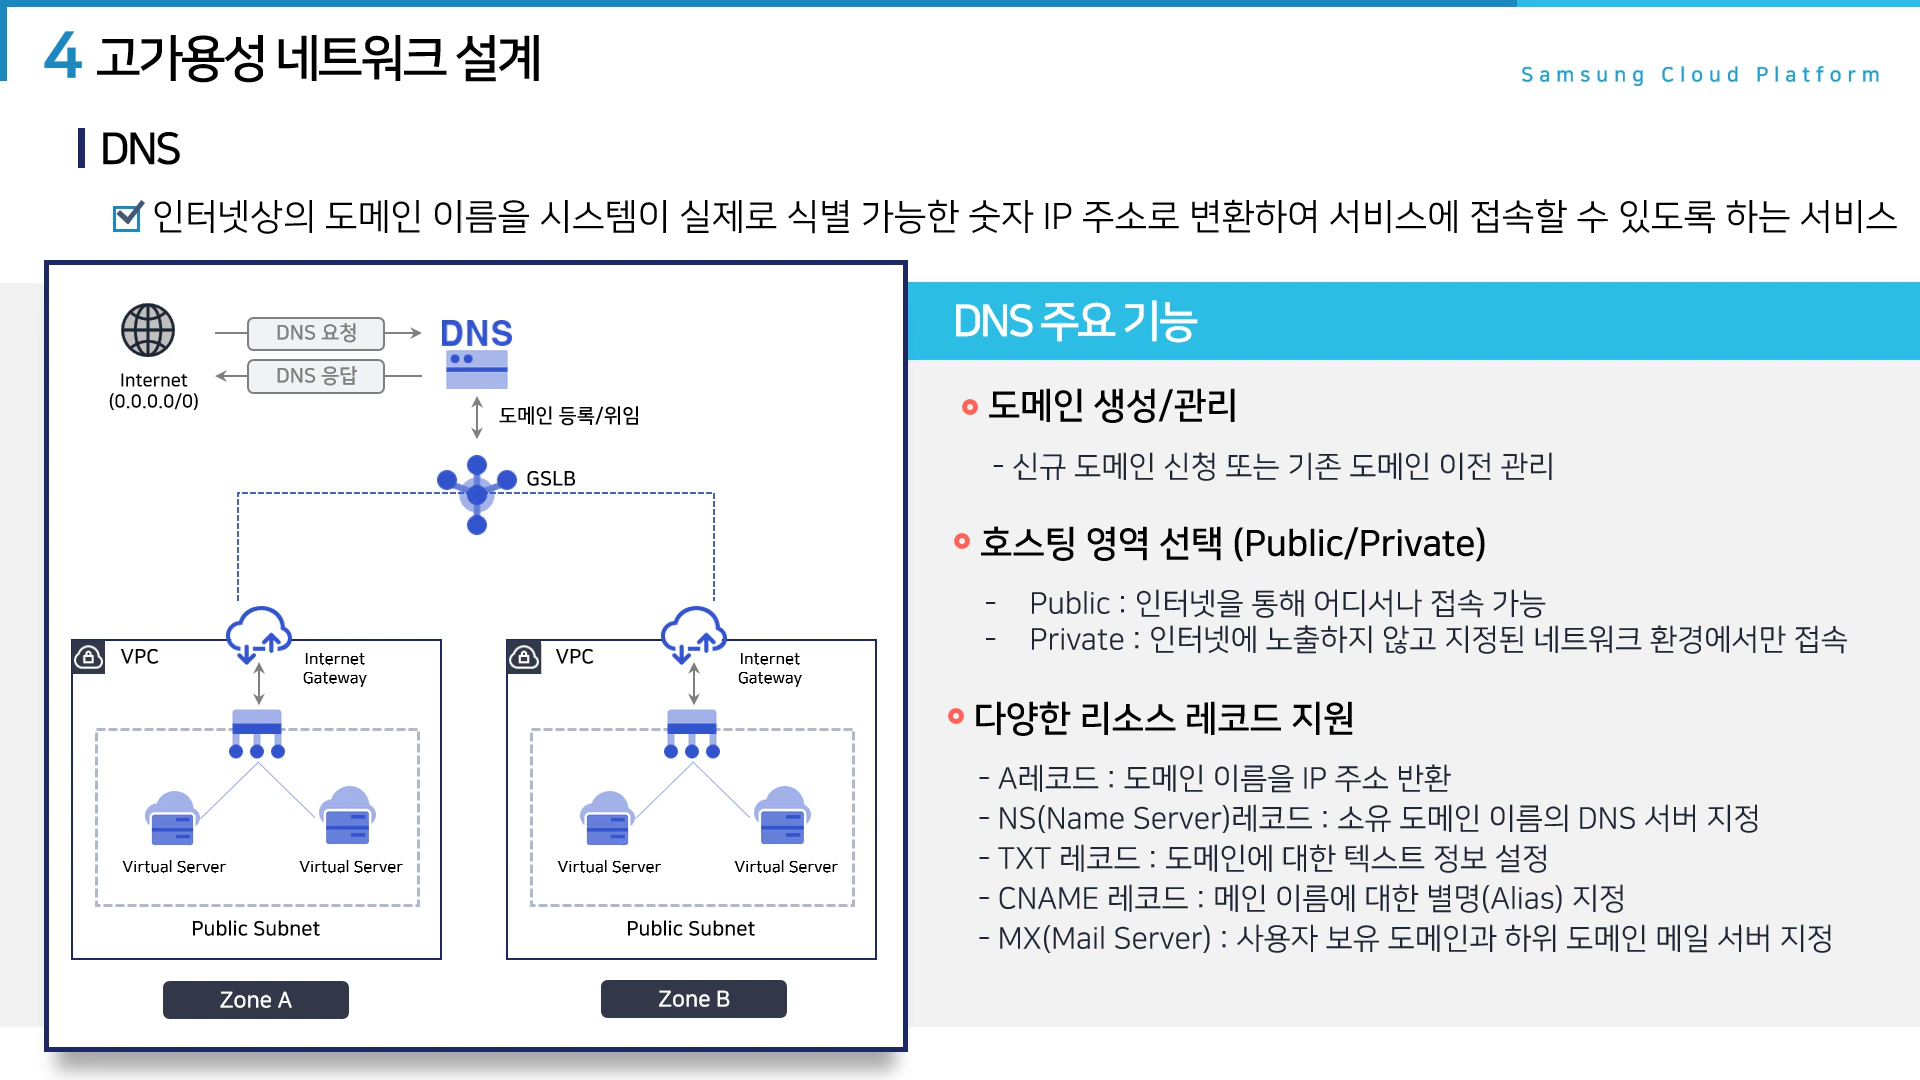 4 고가용성 네트워크 설계
Samsung Cloud Platform
DNS
인터넷상의 도메인 이름을 시스템이 실제로 식별 가능한 숫자 IP 주소로 변환하여 서비스에 접속할 수 있도록 하는 서비스
DNS 요청
DNS
DNS 응답
Internet
(0.0.0.0/0)
도메인 등록/위임
GSLB
VPC
Internet
Gateway
Virtual Server
Virtual Server
Public Subnet
Zone A
VPC
Internet
Gateway
Virtual Server
Virtual Server
Public Subnet
Zone B
DNS 주요 기능
도메인 생성/관리
- 신규 도메인 신청 또는 기존 도메인 이전 관리
호스팅 영역 선택 (Public/Private)
- Public : 인터넷을 통해 어디서나 접속 가능
- Private : 인터넷에 노출하지 않고 지정된 네트워크 환경에서만 접속
다양한 리소스 레코드 지원
- A레코드 : 도메인 이름을 IP 주소 반환
- NS(Name Server)레코드 : 소유 도메인 이름의 DNS 서버 지정
- TXT 레코드 : 도메인에 대한 텍스트 정보 설정
- CNAME 레코드 : 메인 이름에 대한 별명(Alias) 지정
- MX(Mail Server) : 사용자 보유 도메인과 하위 도메인 메일 서버 지정